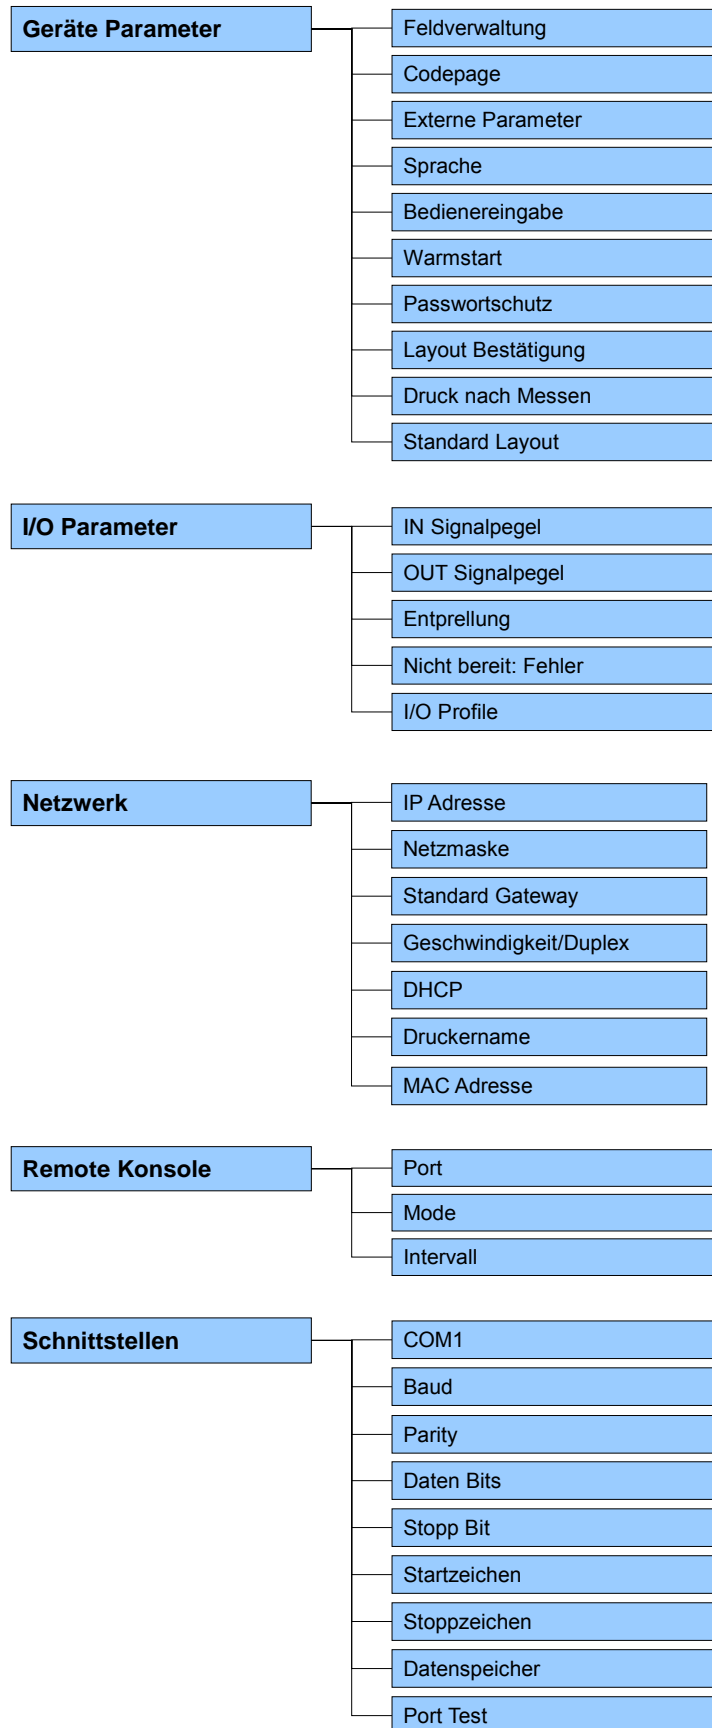 Geräte Parameter
Feldverwaltung
Codepage
Externe Parameter
Sprache
Bedienereingabe
Warmstart
Passwortschutz
Layout Bestätigung
Druck nach Messen
Standard Layout
I/O Parameter
IN Signalpegel
OUT Signalpegel
Entprellung
Nicht bereit: Fehler
I/O Profile
Netzwerk
IP Adresse
Netzmaske
Standard Gateway
Geschwindigkeit/Duplex
DHCP
Druckername
MAC Adresse
Remote Konsole
Port
Mode
Intervall
Schnittstellen
COM1
Baud
Parity
Daten Bits
Stopp Bit
Startzeichen
Stoppzeichen
Datenspeicher
Port Test